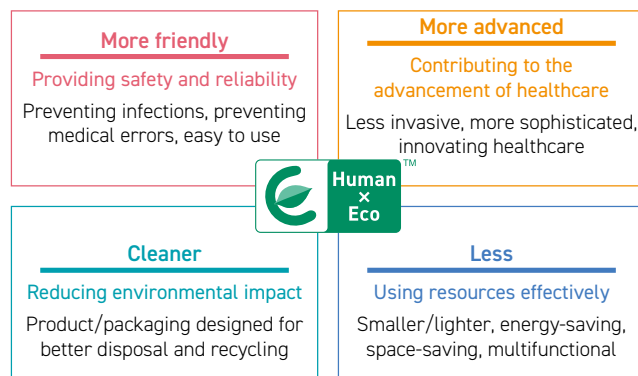 More friendly
Providing safety and reliability
Preventing infections, preventing
medical errors, easy to use
More advanced
Contributing to the
advancement of healthcare
Less invasive, more sophisticated,
innovating healthcare
Human
×
Eco
TM
Cleaner
Reducing environmental impact
Product/packaging designed for
better disposal and recycling
Less
Using resources effectively
Smaller/lighter, energy-saving,
space-saving, multifunctional